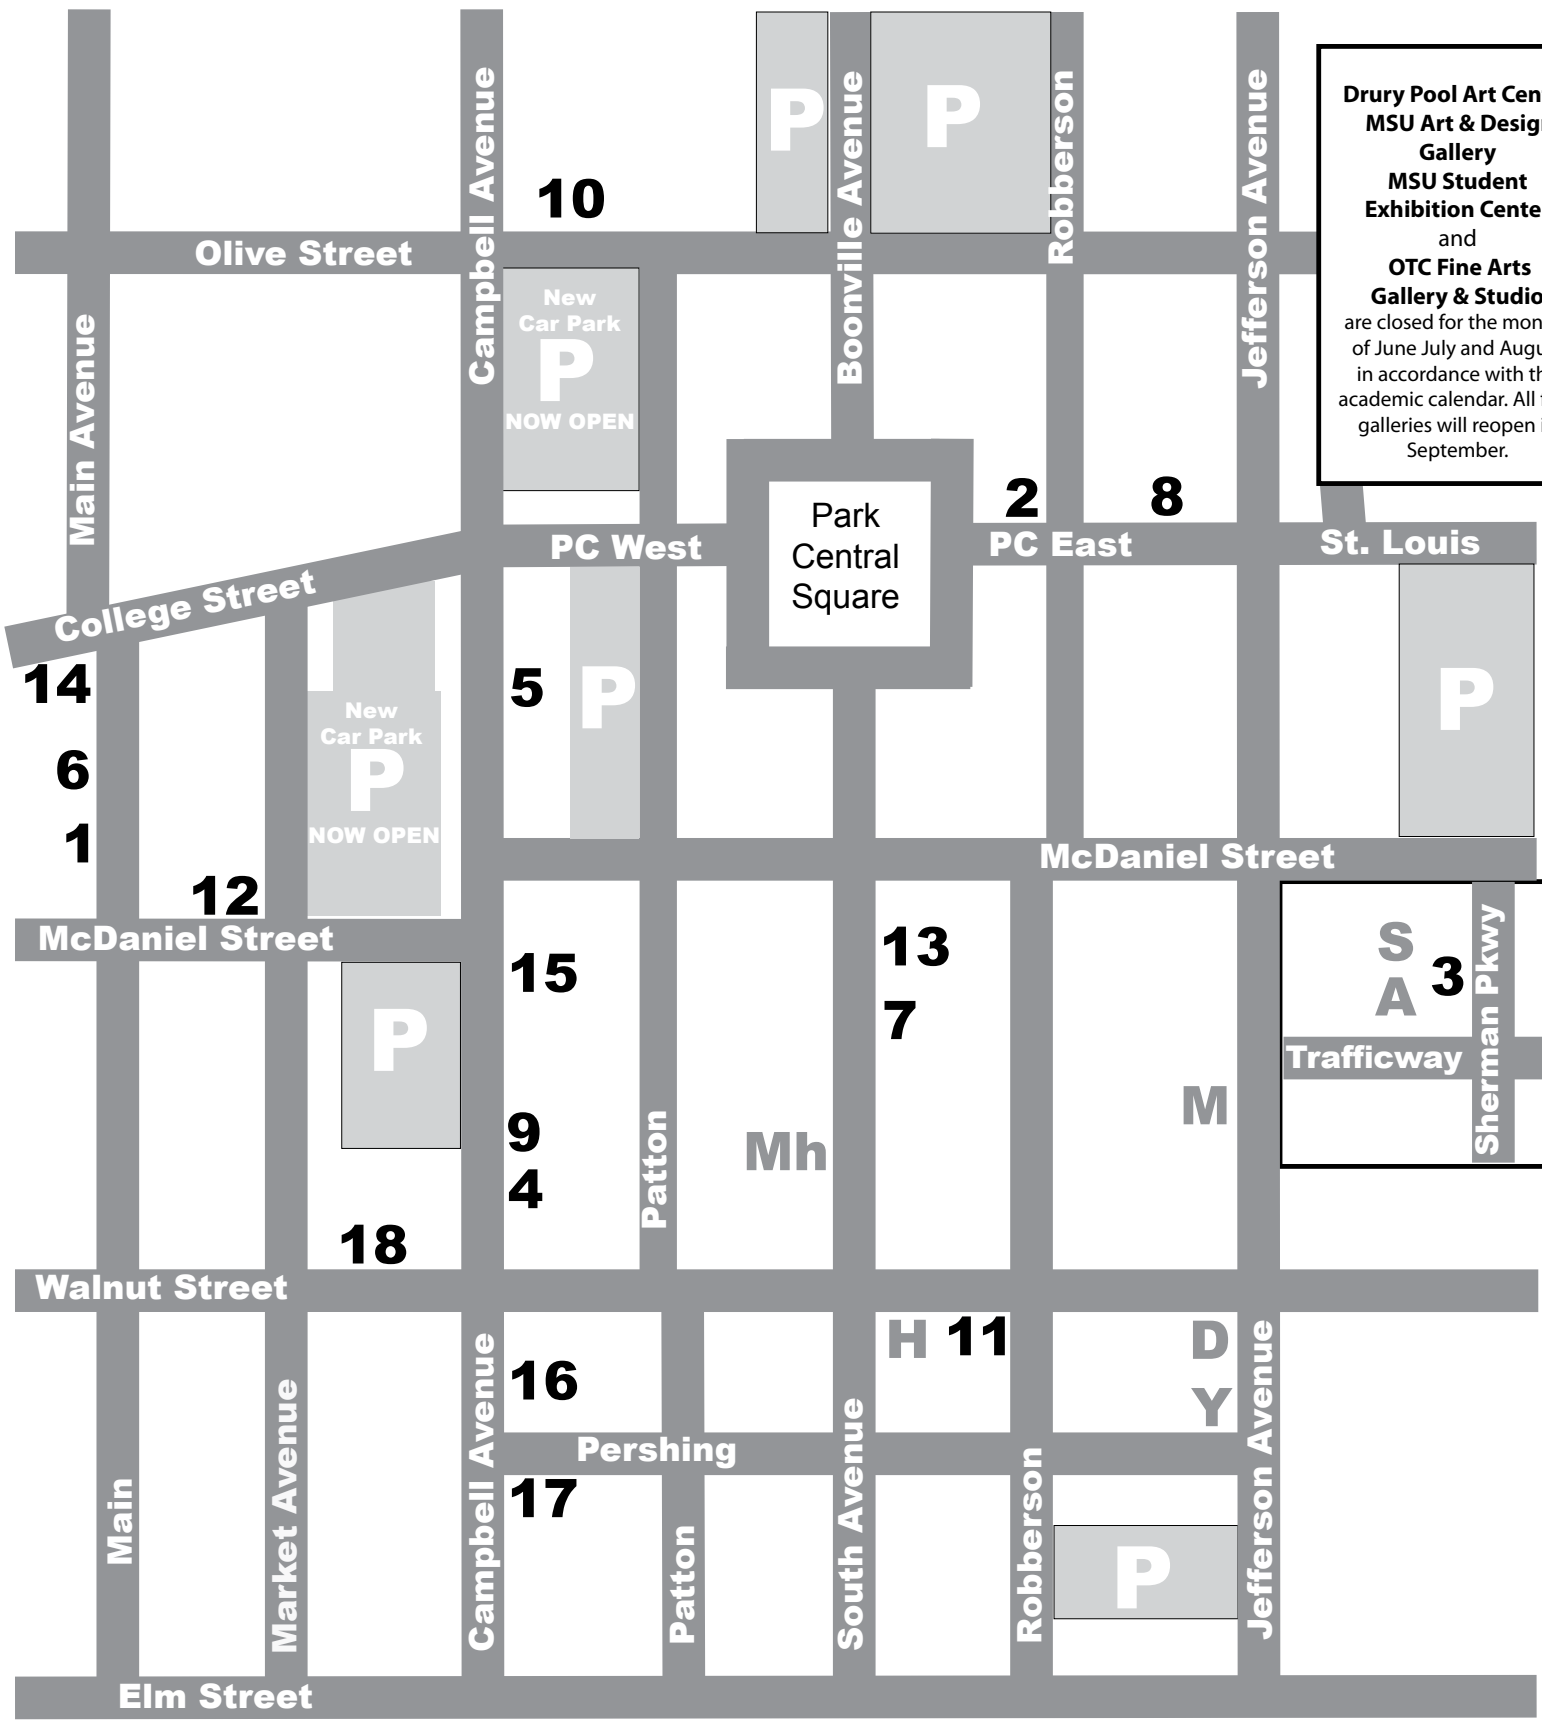 Campbell Avenue
P
Boonville Avenue
P
Robberson
Jefferson Avenue
Drury Pool Art Cen
MSU Art & Desig
Gallery
MSU Student
Exhibition Cente
and
OTC Fine Arts
Gallery & Studio
are closed for the mon
of June July and Augu
in accordance with th
academic calendar. All f
galleries will reopen i
September.
10
Olive Street
Main Avenue
New
Car Park
P
NOW OPEN
Park
Central
Square
2
8
PC West
PC East
St. Louis
College Street
14
6
1
12
New
Car Park
P
NOW OPEN
5
P
P
McDaniel Street
McDaniel Street
15
13
7
S
A
3
Sherman Pkwy
Trafficway
P
9
4
Patton
Mh
M
18
Walnut Street
H
11
D
Y
16
Pershing
17
Main
Market Avenue
Campbell Avenue
Patton
South Avenue
Robberson
P
Jefferson Avenue
Elm Street